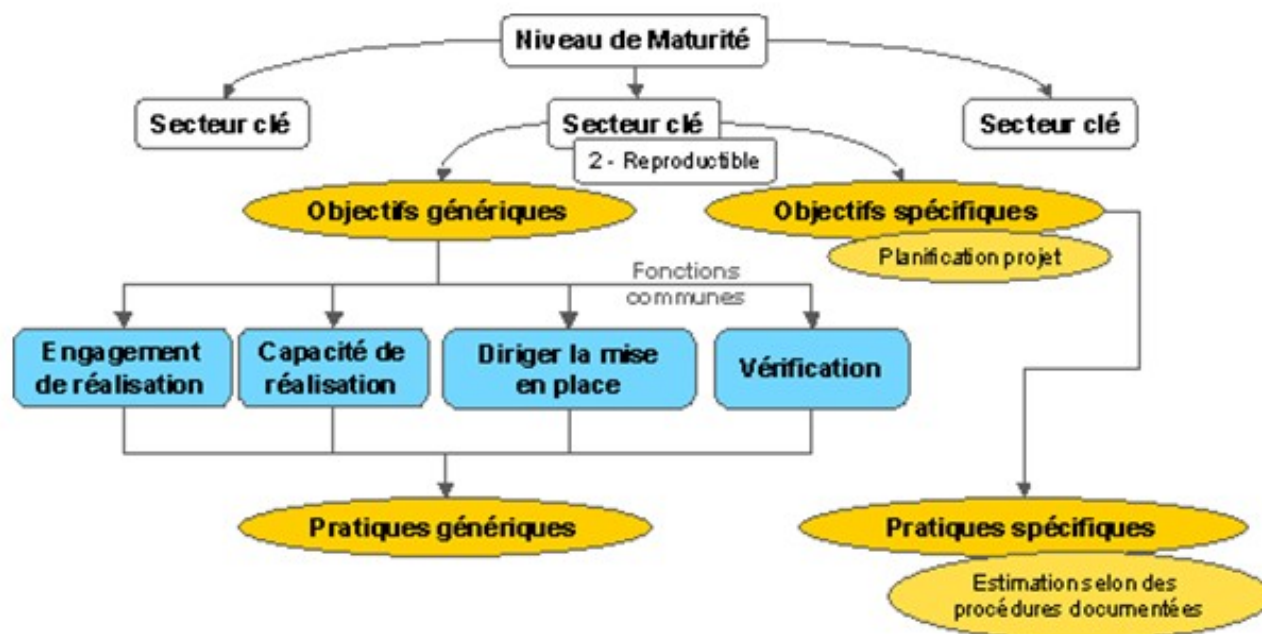 Niveau de Maturité
Secteur clé
Secteur clé
Secteur clé
2 - Reproductible
Objectifs génériques
Objectifs spécifiques
Planification projet
Fonctions
communes
Engagement
de réalisation
Capacité de
réalisation
Diriger la mise
en place
Vérification
Pratiques génériques
Pratiques spécifiques
Estimation selon des
procédures documentées